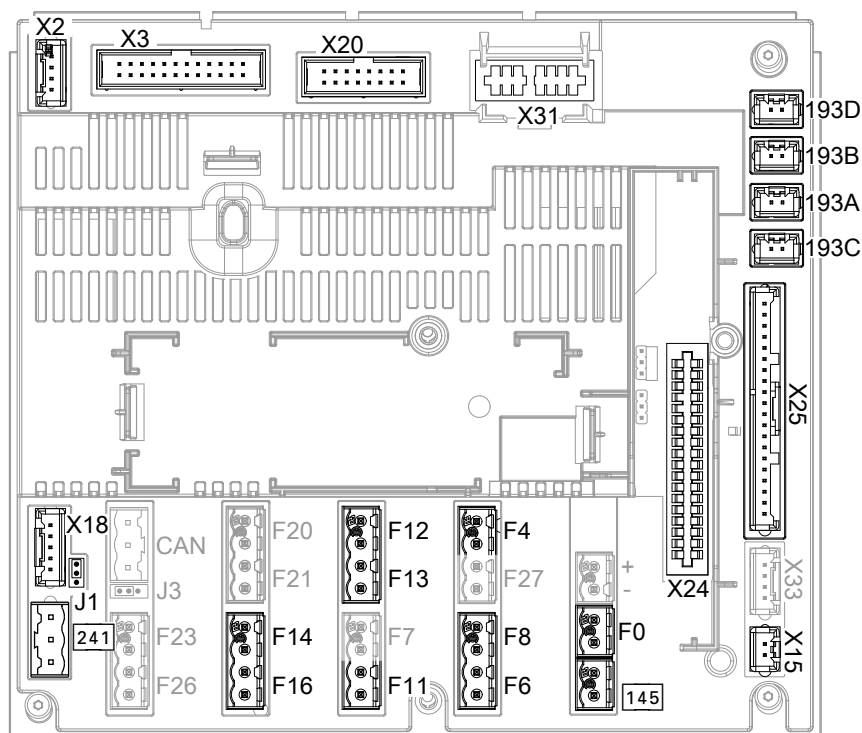 X2
X3
X20
X31
193D
193B
193A
193C
X25
X18
CAN
F20
F12
F4
F21
F13
F27
+
-
X24
X33
J1
J3
241
F23
F14
F7
F8
F0
X15
F26
F16
F11
F6
145